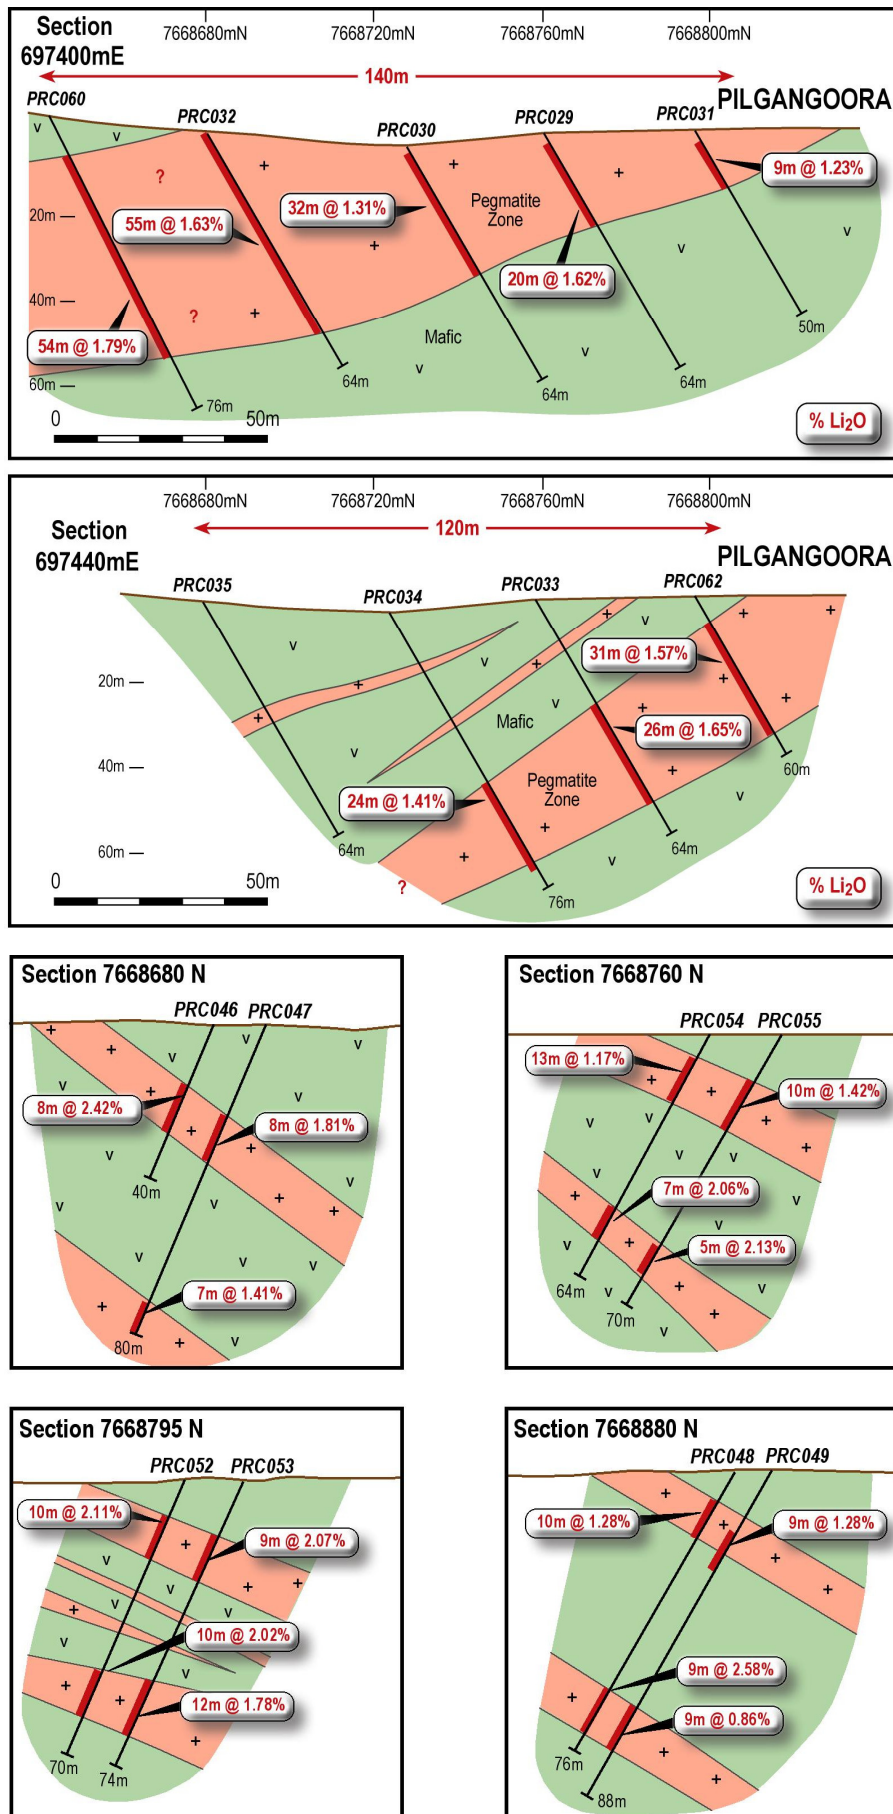 Section
697400mE
7668680mN
7668720mN
7668760mN
7668800mN
140m
PILGANGOORA
PRC060
PRC032
PRC030
PRC029
PRC031
v
v
?
+
+
+
9m @ 1.23%
32m @ 1.31%
Pegmatite
Zone
20m
55m @ 1.63%
+
v
v
20m @ 1.62%
40m
?
+
54m @ 1.79%
Mafic
v
v
50m
60m
76m
64m
64m
64m
0
50m
% Li₂O
Section
697440mE
7668680mN
7668720mN
7668760mN
7668800mN
120m
PILGANGOORA
PRC035
PRC034
PRC033
PRC062
+
v
+
+
v
v
+
31m @ 1.57%
20m
+
+
+
v
+
Mafic
+
26m @ 1.65%
v
40m
60m
+
Pegmatite
Zone
24m @ 1.41%
v
+
64m
64m
60m
+
v
?
76m
0
50m
% Li₂O
Section 7668680 N
PRC046
PRC047
+
+
v
v
v
v
+
v
8m @ 2.42%
+
8m @ 1.81%
+
v
40m
+
v
v
+
v
v
v
7m @ 1.41%
+
80m
+
v
Section 7668760 N
PRC054
PRC055
13m @ 1.17%
+
+
10m @ 1.42%
+
v
v
+
v
v
v
+
7m @ 2.06%
v
v
+
5m @ 2.13%
64m
v
+
v
70m
+
v
Section 7668795 N
PRC052
PRC053
10m @ 2.11%
+
9m @ 2.07%
v
v
+
+
+
v
10m @ 2.02%
v
v
+
+
12m @ 1.78%
+
70m
74m
Section 7668880 N
PRC048
PRC049
+
10m @ 1.28%
+
9m @ 1.28%
+
+
9m @ 2.58%
+
9m @ 0.86%
76m
+
+
88m